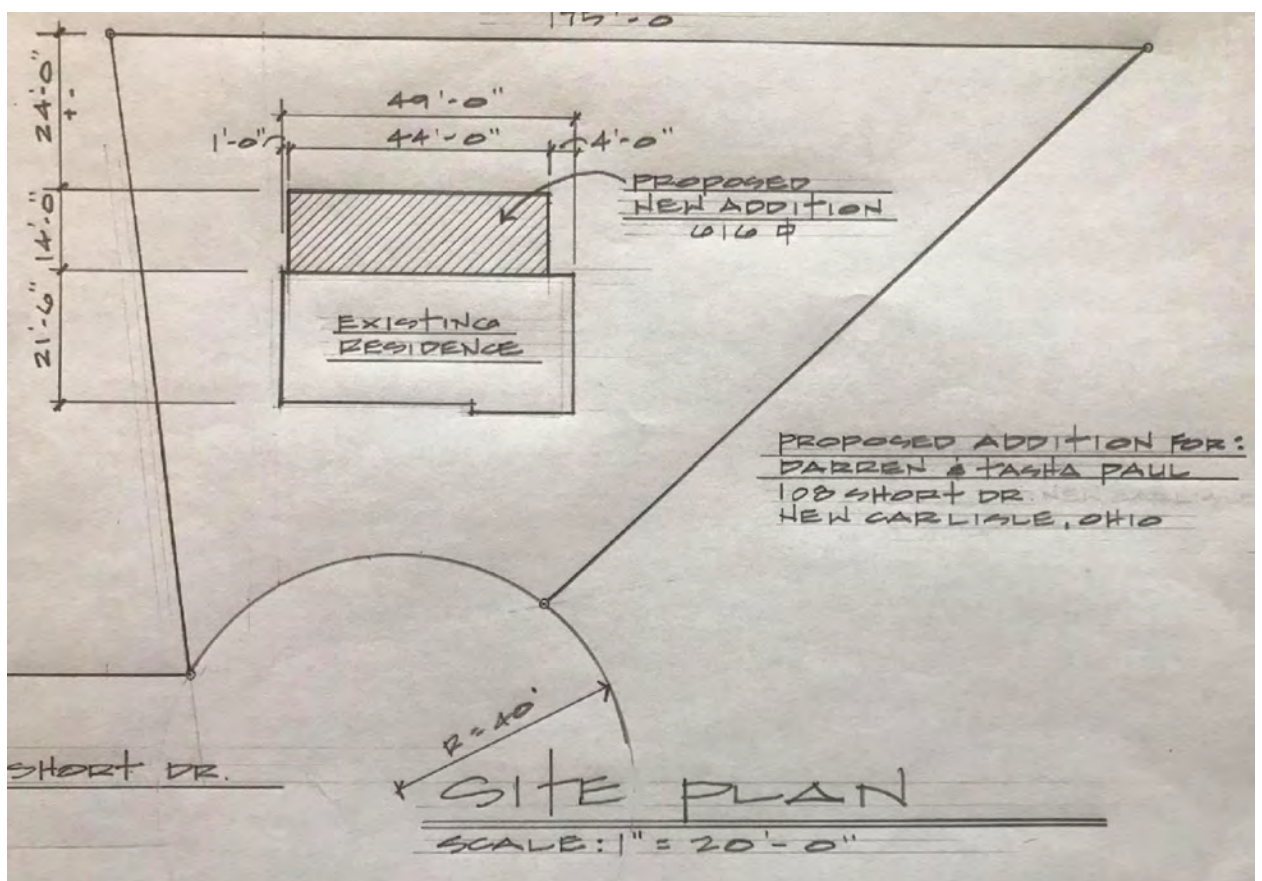 175'-0
24'-0"
+-
49'-0"
1'-0"
44'-0"
4'-0"
PROPOSED
NEW ADDITION
616 ⏍
14'-0"
21'-6"
EXISTING
RESIDENCE
PROPOSED ADDITION FOR:
DARREN & TASHA PAUL
108 SHORT DR.
NEW CARLISLE, OHIO
R = 40'
SHORT DR.
SITE PLAN
SCALE: 1" = 20'-0"